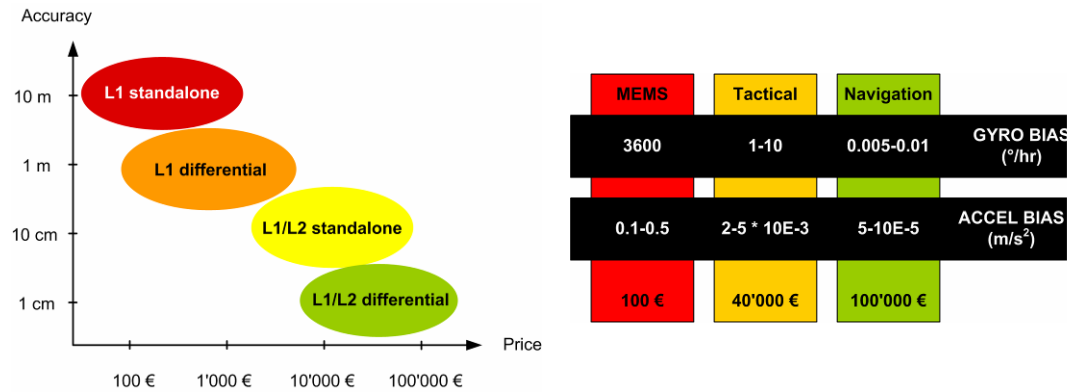 Accuracy
10 m
1 m
10 cm
1 cm
L1 standalone
L1 differential
L1/L2 standalone
L1/L2 differential
Price
100 €
1'000 €
10'000 €
100'000 €
MEMS
Tactical
Navigation
3600
1-10
0.005-0.01
GYRO BIAS
(°/hr)
0.1-0.5
2-5 * 10E-3
5-10E-5
ACCEL BIAS
(m/s²)
100 €
40'000 €
100'000 €